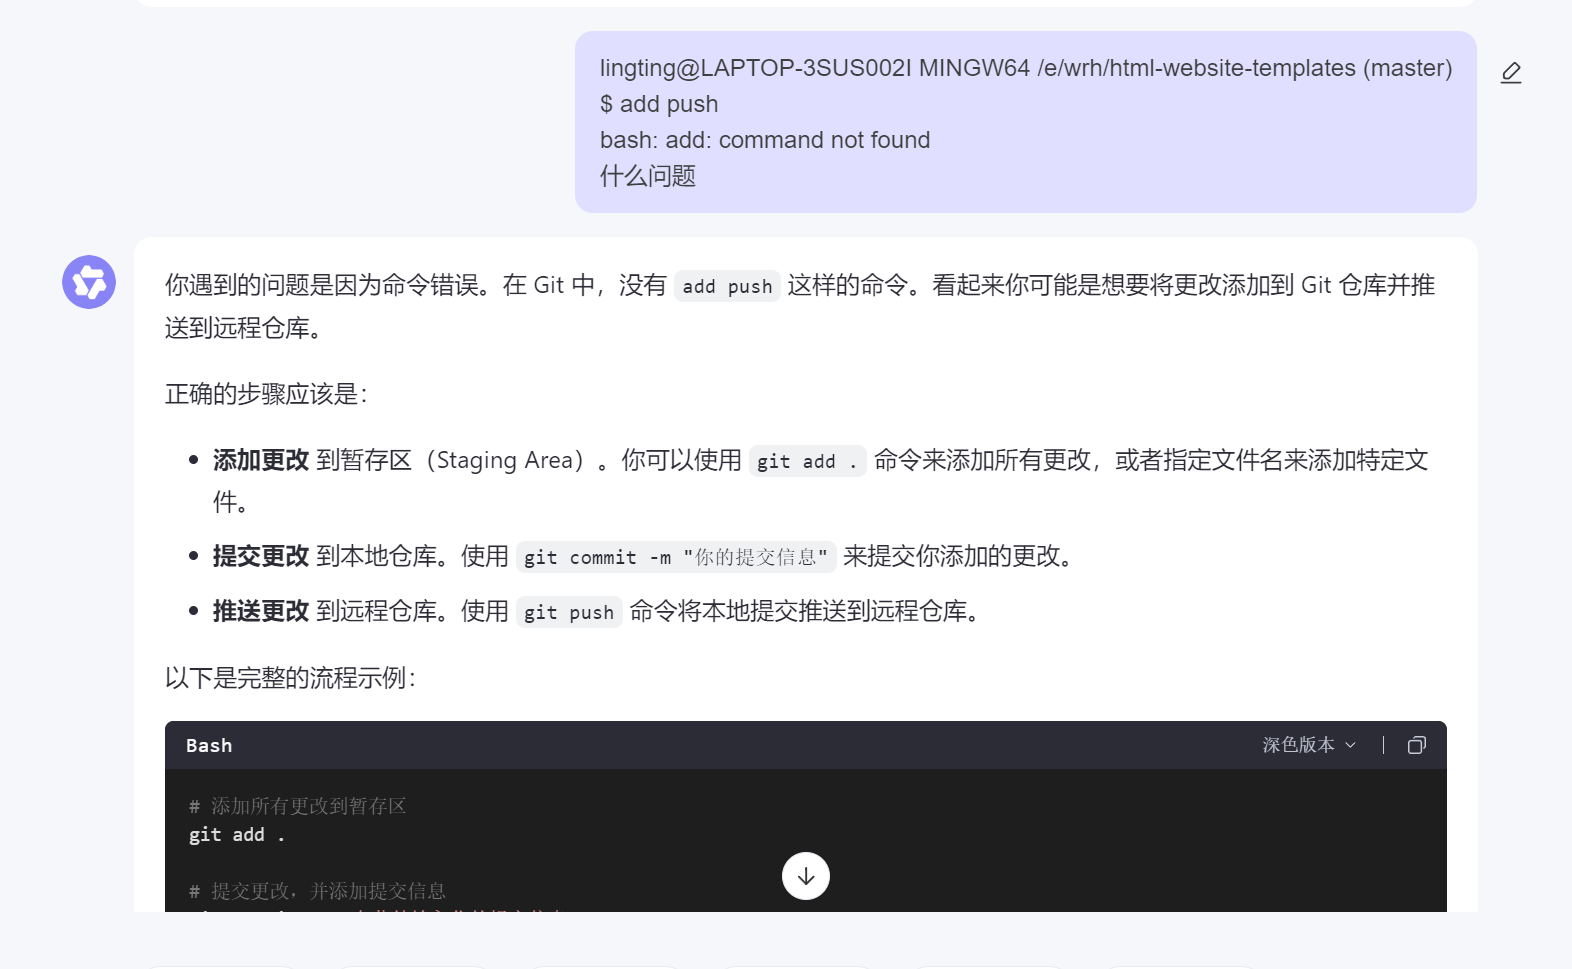 lingting@LAPTOP-3SUS002I MINGW64 /e/wrh/html-website-templates (master)
$ add push
bash: add: command not found
什么问题
你遇到的问题是因为命令错误。在 Git 中，没有 add push 这样的命令。看起来你可能是想要将更改添加到 Git 仓库并推
送到远程仓库。
正确的步骤应该是：
添加更改 到暂存区（Staging Area）。你可以使用 git add . 命令来添加所有更改，或者指定文件名来添加特定文
件。
提交更改 到本地仓库。使用 git commit -m "你的提交信息" 来提交你添加的更改。
推送更改 到远程仓库。使用 git push 命令将本地提交推送到远程仓库。
以下是完整的流程示例：
Bash 深色版本
# 添加所有更改到暂存区
git add .
# 提交更改，并添加提交信息